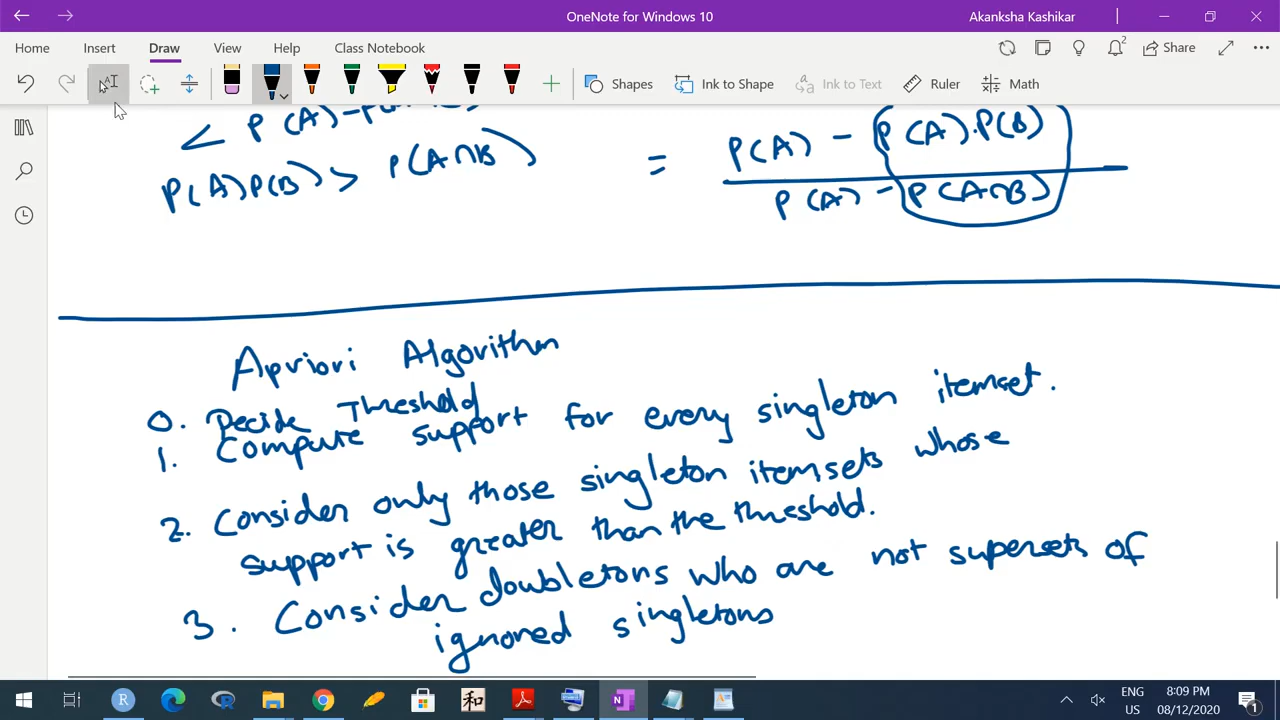 OneNote for Windows 10
Akanksha Kashikar
Home Insert Draw View Help Class Notebook
2
Share
Shapes Ink to Shape Ink to Text Ruler Math
< P(A)-
P(A)P(B) > P(A∩B)
= P(A) - P(A).P(B)
P(A) - P(A∩B)
Apriori Algorithm
0. Decide Threshold
1. Compute support for every singleton itemset.
2. Consider only those singleton itemsets whose
support is greater than the threshold.
3. Consider doubletons who are not supersets of
ignored singletons
ENG
US
8:09 PM
08/12/2020
1